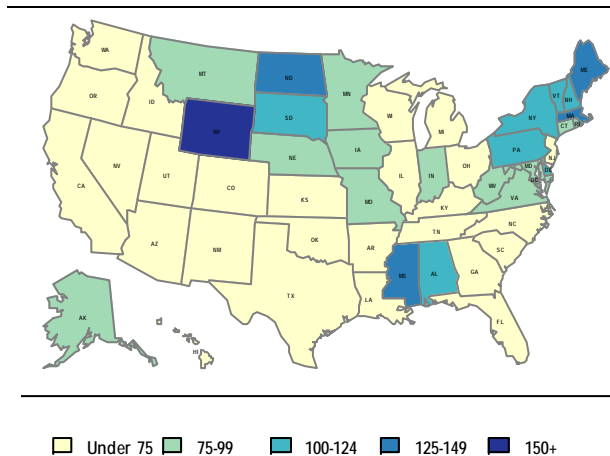 WA
ME
MT
ND
MN
VT
NH
OR
ID
SD
WI
NY
MA
WY
MI
CT
RI
IA
PA
NE
NJ
NV
UT
IL
IN
OH
MD
DE
CO
WV
DC
CA
KS
MO
VA
KY
NC
TN
OK
AZ
NM
AR
SC
MS
AL
GA
TX
LA
AK
FL
HI
Under 75 75-99 100-124 125-149 150+